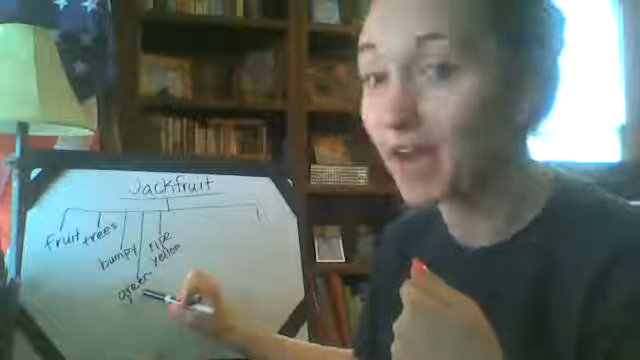 Jackfruit
fruit trees
bumpy ripe
yellow
green